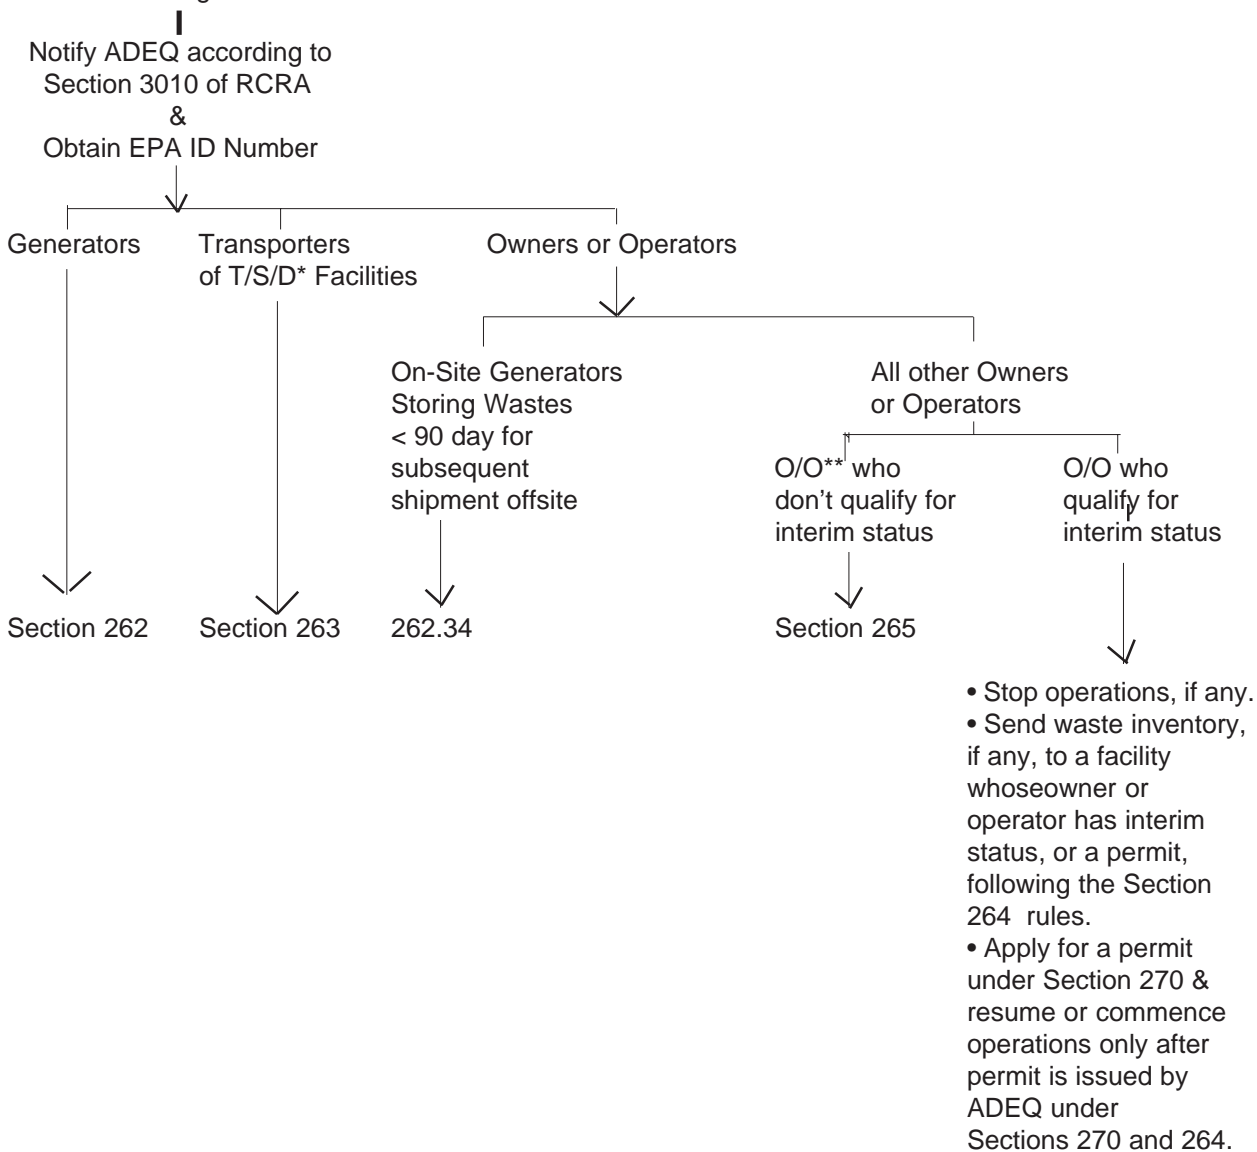 Notify ADEQ according to
Section 3010 of RCRA
&
Obtain EPA ID Number
Generators
Transporters
of T/S/D* Facilities
Owners or Operators
On-Site Generators
Storing Wastes
< 90 day for
subsequent
shipment offsite
All other Owners
or Operators
O/O** who
don't qualify for
interim status
O/O who
qualify for
interim status
Section 262
Section 263
262.34
Section 265
• Stop operations, if any.
• Send waste inventory,
if any, to a facility
whoseowner or
operator has interim
status, or a permit,
following the Section
264 rules.
• Apply for a permit
under Section 270 &
resume or commence
operations only after
permit is issued by
ADEQ under
Sections 270 and 264.